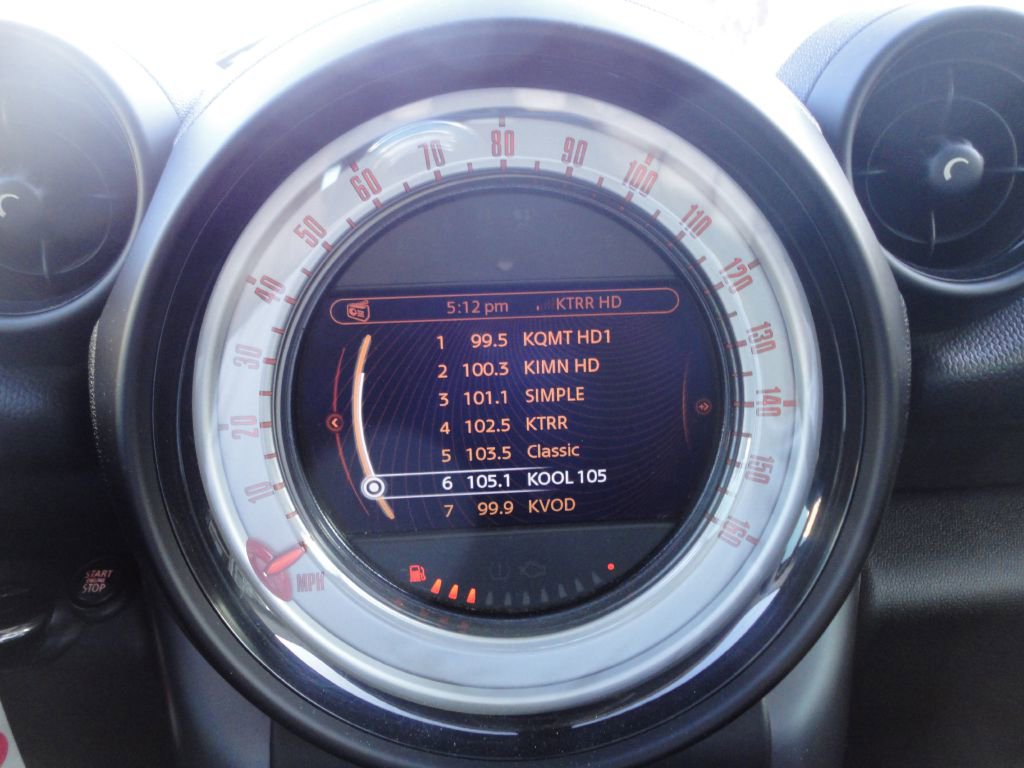 80
70
90
60
100
50
110
40
120
5:12 pm KTRR HD
1 99.5 KQMT HD1
30
130
2 100.3 KIMN HD
3 101.1 SIMPLE
140
20
4 102.5 KTRR
5 103.5 Classic
150
10
6 105.1 KOOL 105
7 99.9 KVOD
160
MPH
START
ENGINE
STOP